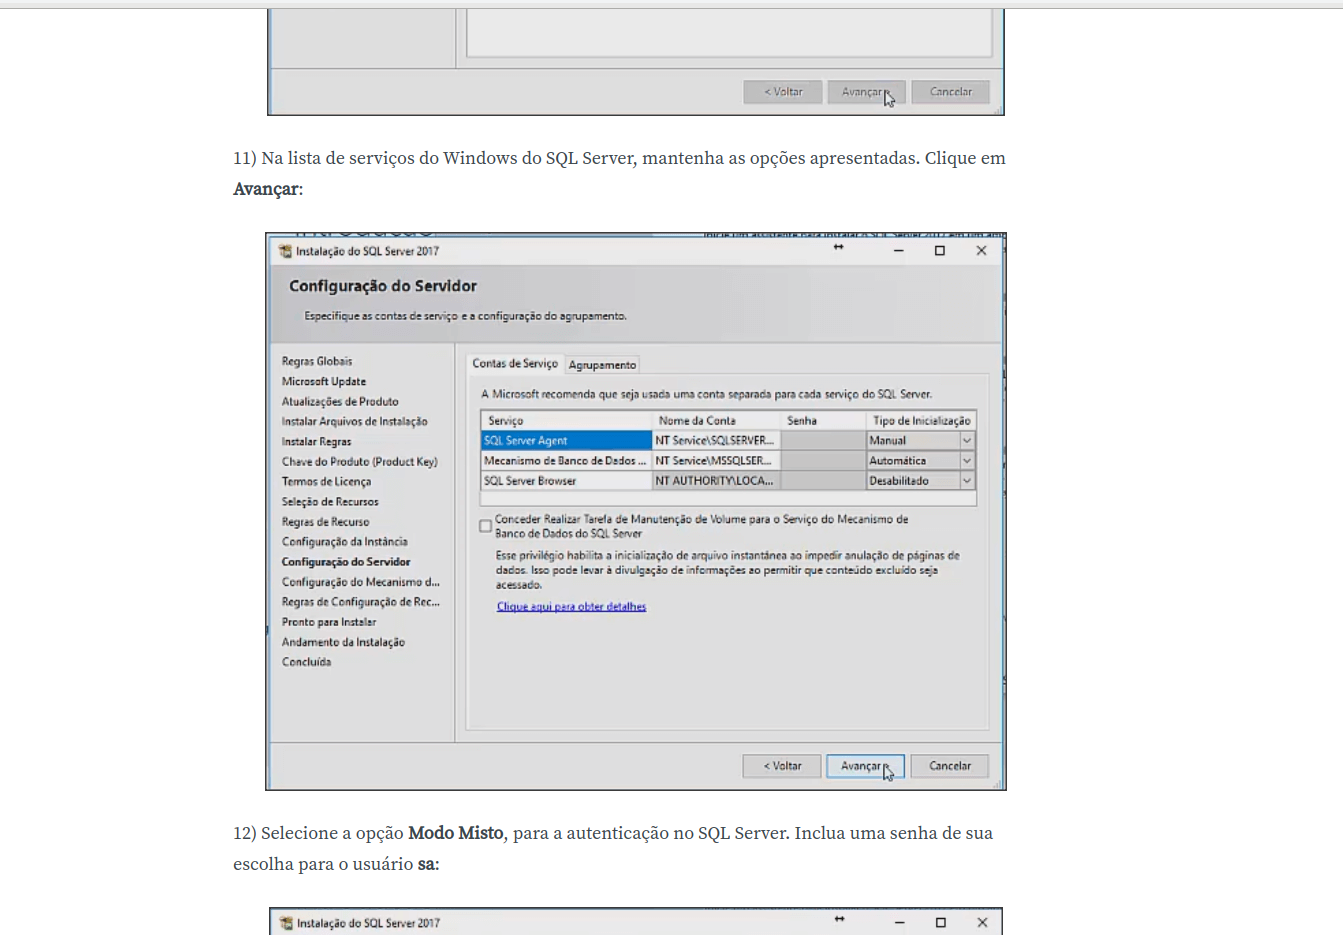 < Voltar Avançar Cancelar
11) Na lista de serviços do Windows do SQL Server, mantenha as opções apresentadas. Clique em
Avançar:
Instalação do SQL Server 2017
Configuração do Servidor
Especifique as contas de serviço e a configuração do agrupamento.
Regras Globais
Microsoft Update
Atualizações de Produto
Instalar Arquivos de Instalação
Instalar Regras
Chave do Produto (Product Key)
Termos de Licença
Seleção de Recursos
Regras de Recurso
Configuração da Instância
Configuração do Servidor
Configuração do Mecanismo d...
Regras de Configuração de Rec...
Pronto para Instalar
Andamento da Instalação
Concluída
Contas de Serviço Agrupamento
A Microsoft recomenda que seja usada uma conta separada para cada serviço do SQL Server.
Serviço Nome da Conta Senha Tipo de Inicialização
SQL Server Agent NT Service\SQLSERVER... Manual
Mecanismo de Banco de Dados ... NT Service\MSSQLSER... Automática
SQL Server Browser NT AUTHORITY\LOCA... Desabilitado
Conceder Realizar Tarefa de Manutenção de Volume para o Serviço do Mecanismo de
Banco de Dados do SQL Server
Esse privilégio habilita a inicialização de arquivo instantânea ao impedir anulação de páginas de
dados. Isso pode levar à divulgação de informações ao permitir que conteúdo excluído seja
acessado.
Clique aqui para obter detalhes
< Voltar Avançar Cancelar
12) Selecione a opção Modo Misto, para a autenticação no SQL Server. Inclua uma senha de sua
escolha para o usuário sa:
Instalação do SQL Server 2017